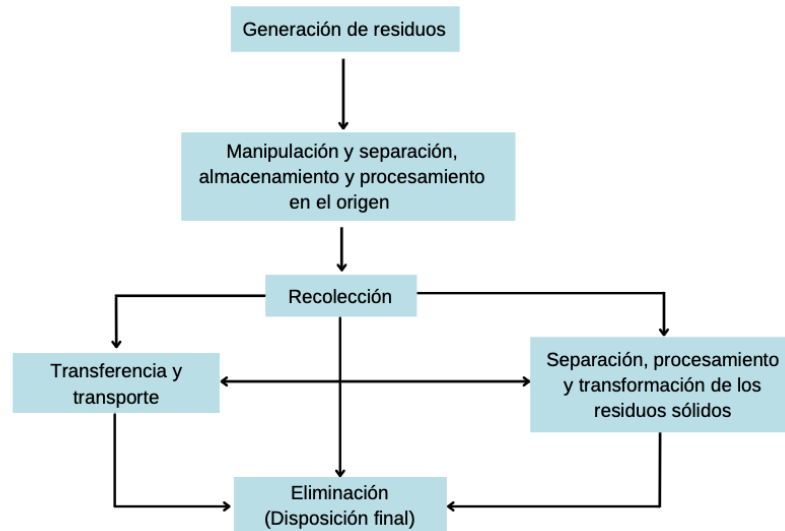 Generación de residuos
Manipulación y separación,
almacenamiento y procesamiento
en el origen
Recolección
Transferencia y
transporte
Separación, procesamiento
y transformación de los
residuos sólidos
Eliminación
(Disposición final)